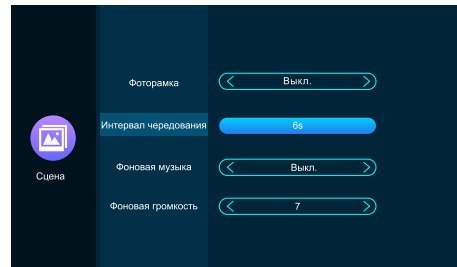 Фоторамка
Выкл.
Интервал чередования
6s
Сцена
Фоновая музыка
Выкл.
Фоновая громкость
7